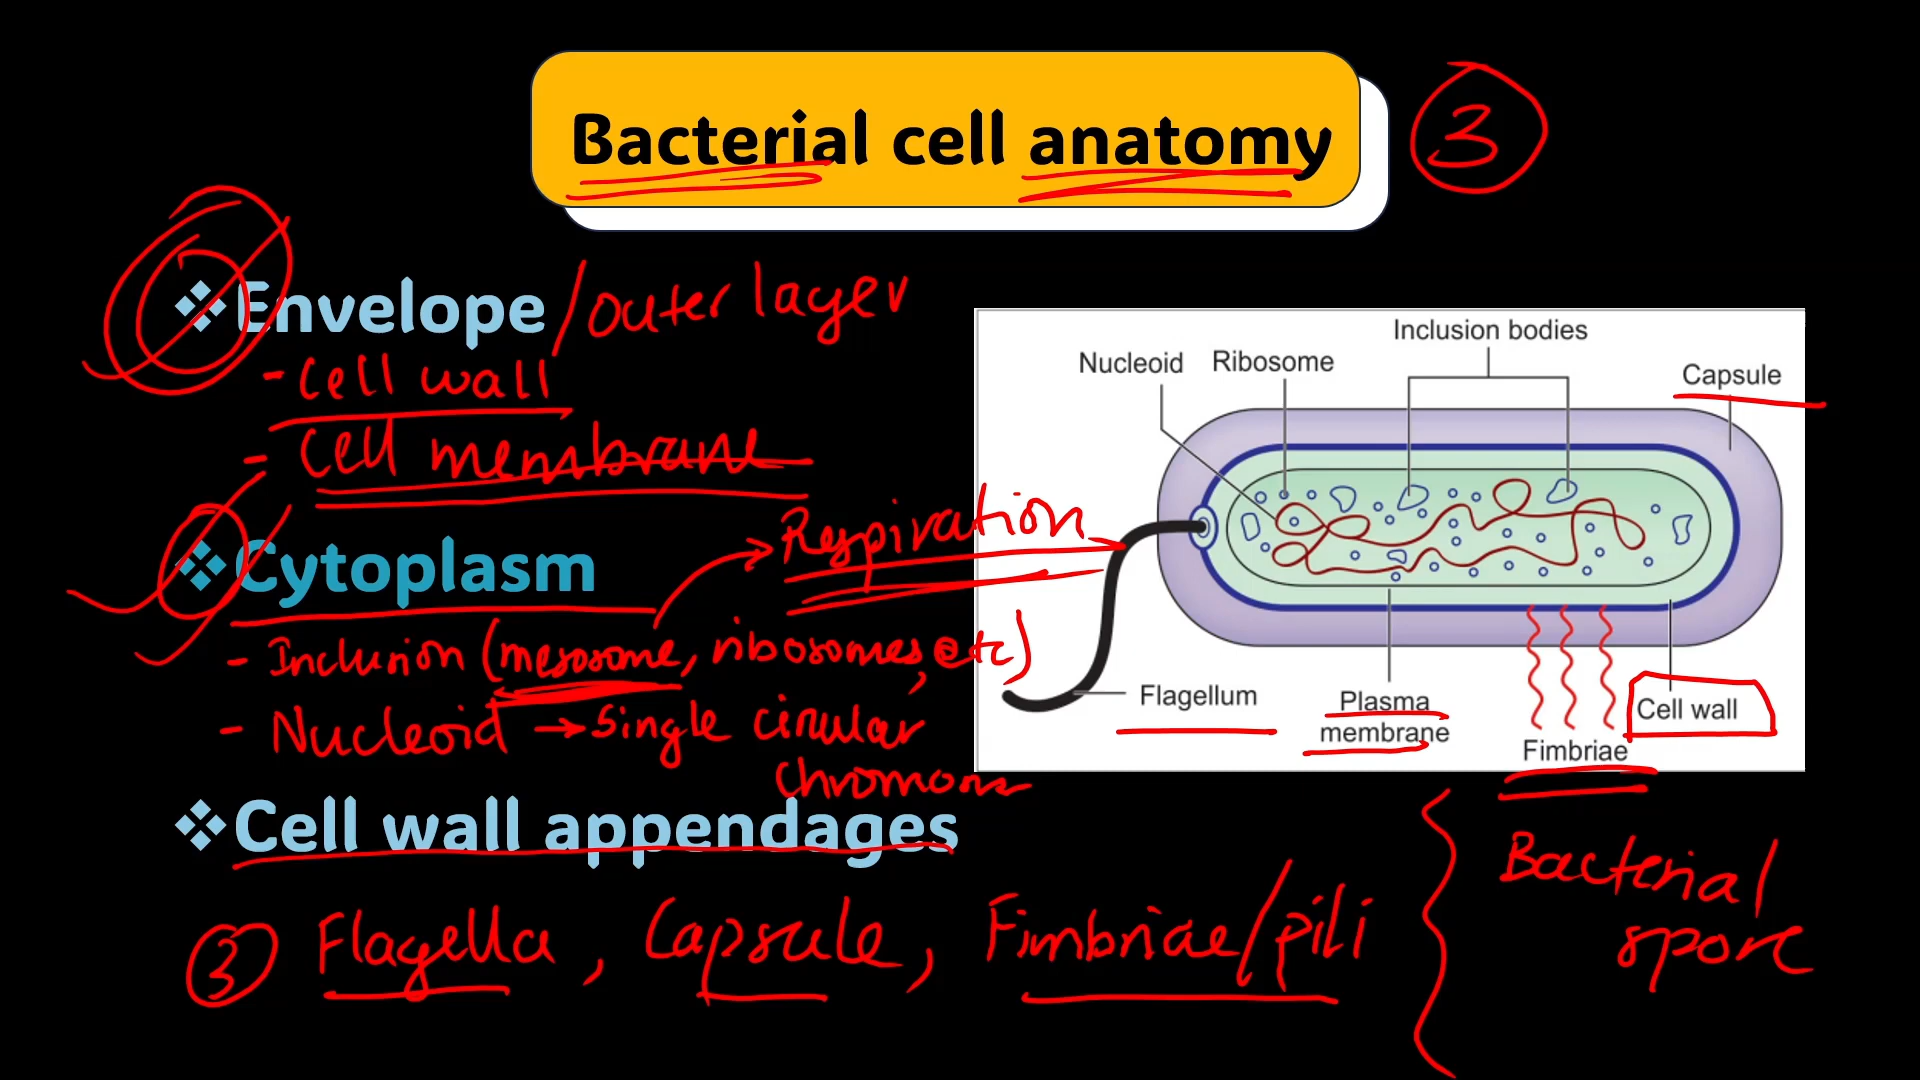 Bacterial cell anatomy
3
❖Envelope /outer layer
- Cell wall
- Cell membrane
❖Cytoplasm
Respiration
- Inclusion (mesosome, ribosomes, etc)
- Nucleoid → Single cirular
chromosome
❖Cell wall appendages
3 Flagella, Capsule, Fimbriae/pili
Bacterial
spore
Inclusion bodies
Nucleoid
Ribosome
Capsule
Flagellum
Plasma
membrane
Cell wall
Fimbriae